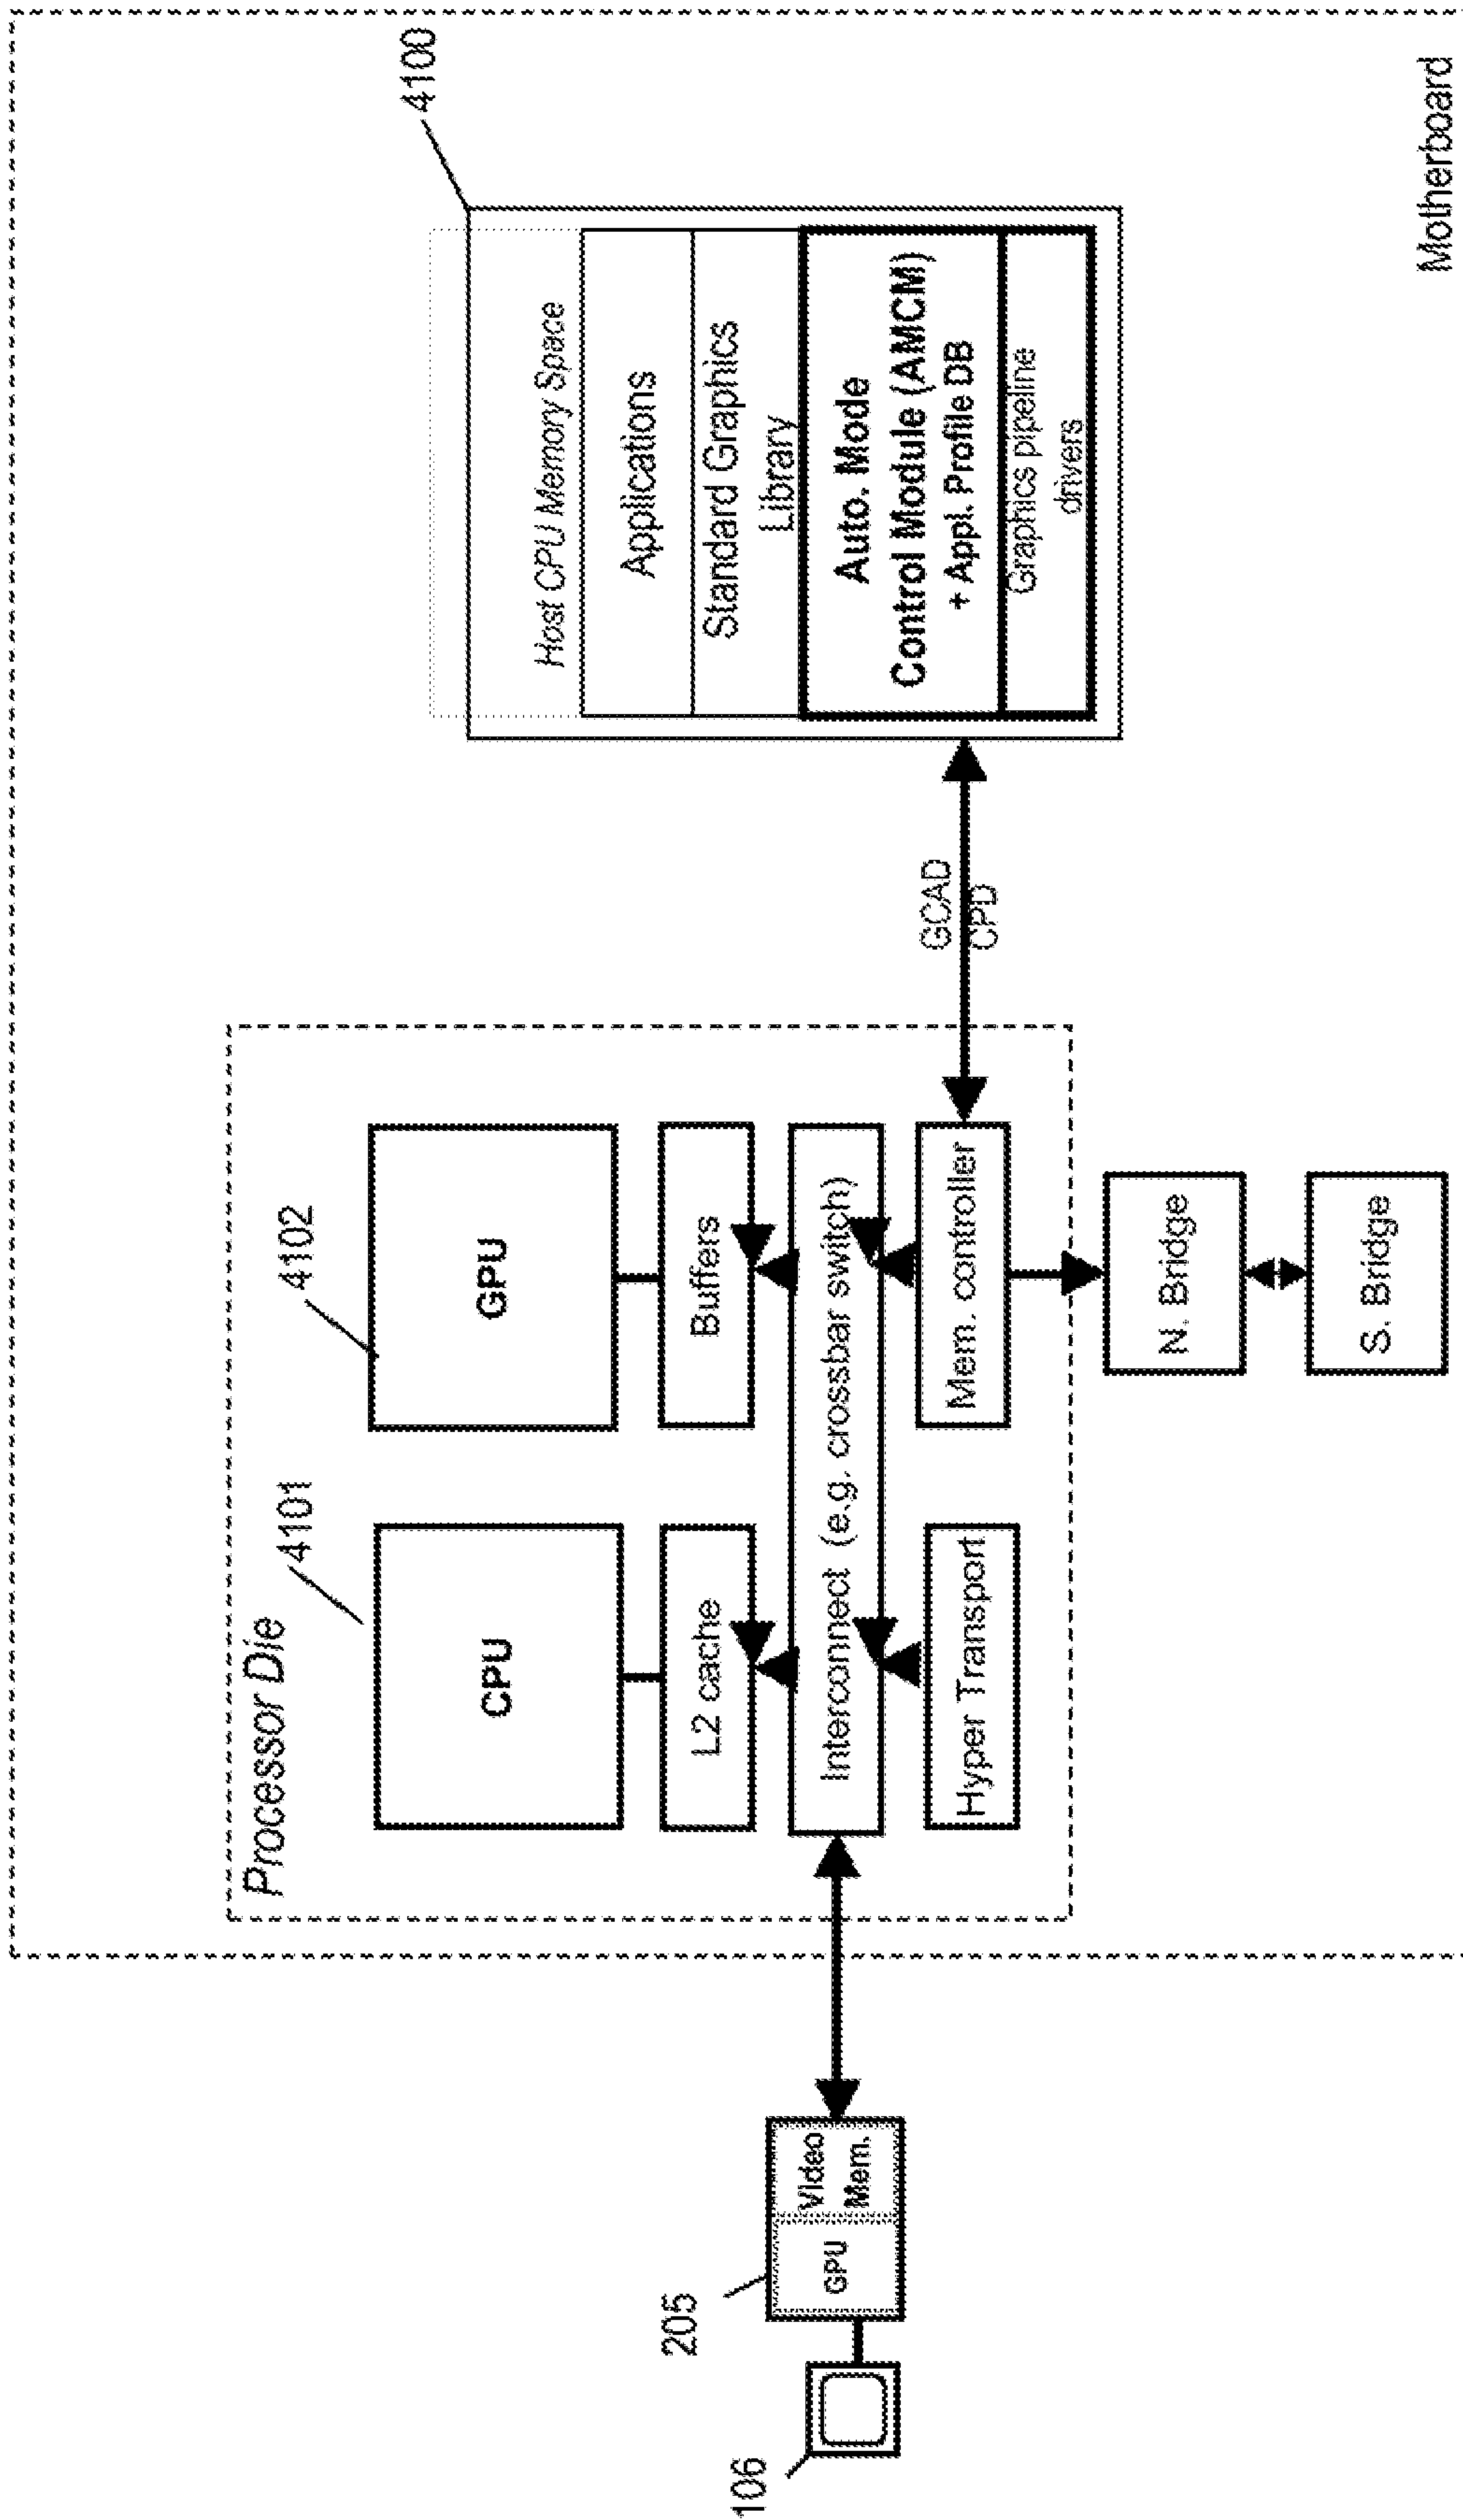 Processor Die
4101
4102
4100
CPU
GPU
L2 cache
Buffers
Interconnect (e.g. crossbar switch)
Hyper Transport
Mem. controller
N. Bridge
S. Bridge
GCAD
CPD
Host CPU Memory Space
Applications
Standard Graphics
Library
Auto. Mode
Control Module (AMCM)
+ Appl. Profile DB
Graphics pipeline
drivers
205
GPU
Video
Mem.
106
Motherboard